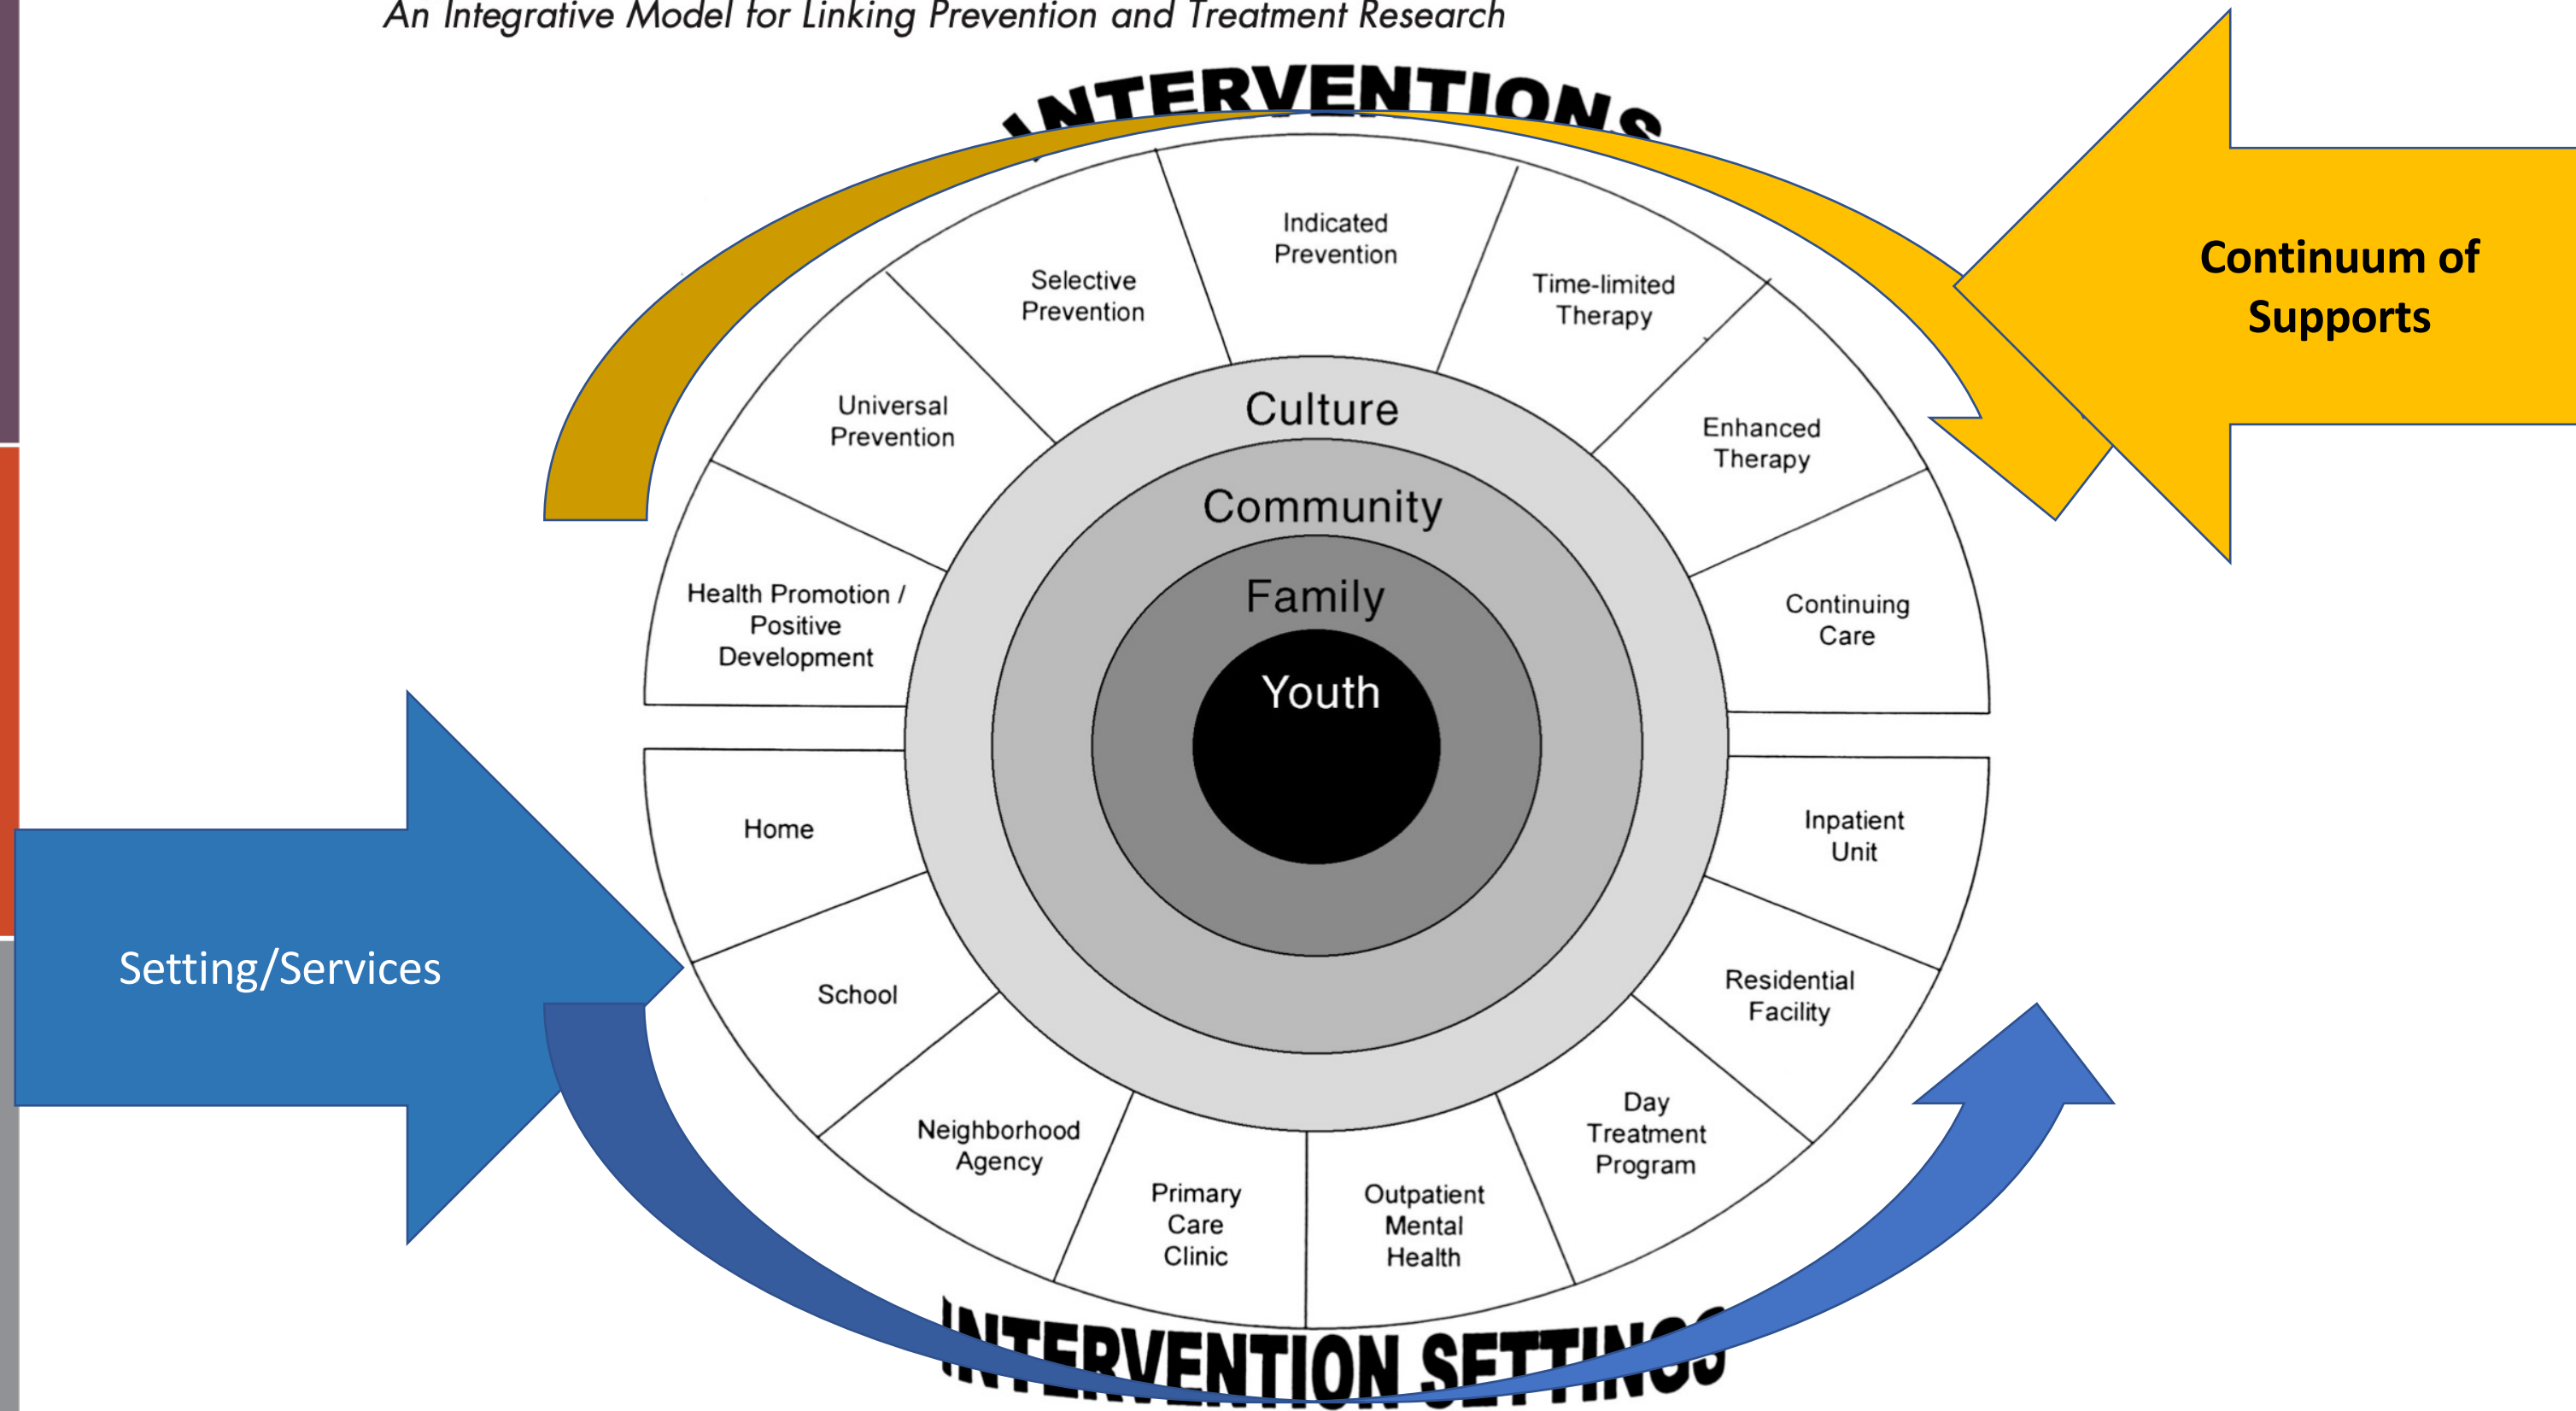 An Integrative Model for Linking Prevention and Treatment Research
INTERVENTIONS
Indicated
Prevention
Selective
Prevention
Time-limited
Therapy
Universal
Prevention
Enhanced
Therapy
Health Promotion /
Positive
Development
Continuing
Care
Continuum of
Supports
Culture
Community
Family
Youth
Setting/Services
Home
School
Neighborhood
Agency
Primary
Care
Clinic
Outpatient
Mental
Health
Day
Treatment
Program
Residential
Facility
Inpatient
Unit
INTERVENTION SETTINGS